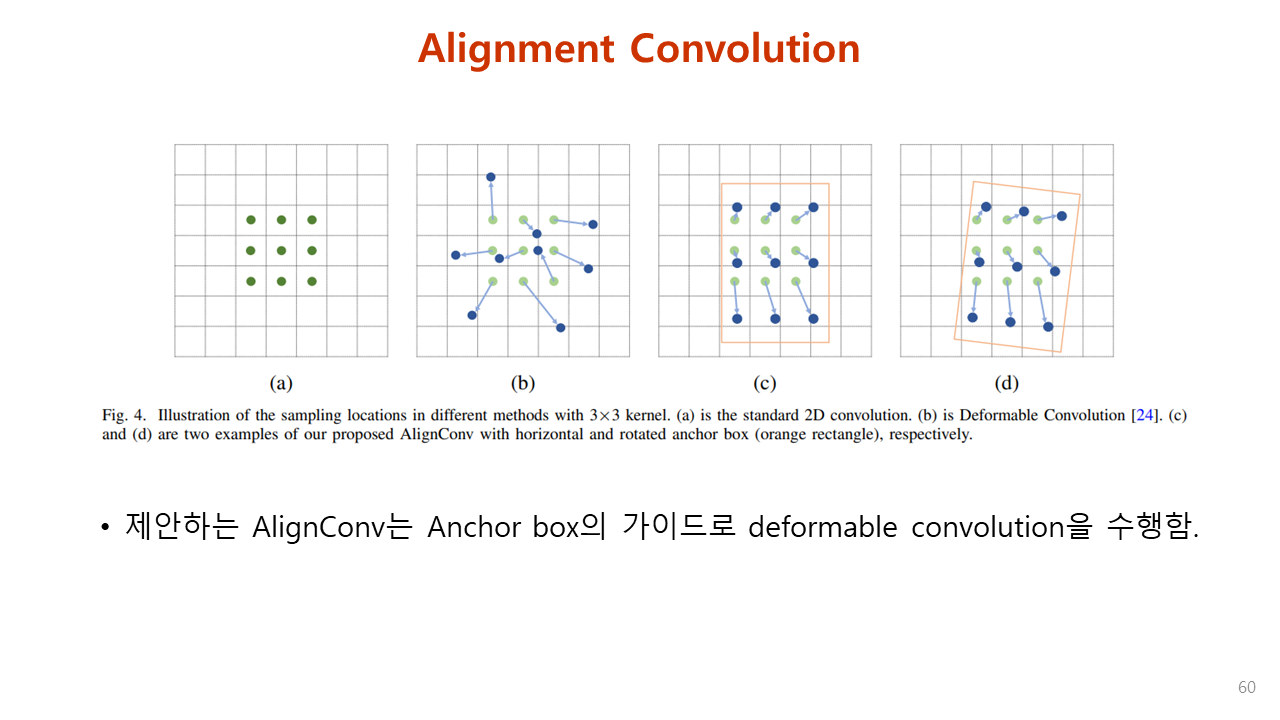 Alignment Convolution
(a) (b) (c) (d)
Fig. 4. Illustration of the sampling locations in different methods with 3×3 kernel. (a) is the standard 2D convolution. (b) is Deformable Convolution [24]. (c)
and (d) are two examples of our proposed AlignConv with horizontal and rotated anchor box (orange rectangle), respectively.
• 제안하는 AlignConv는 Anchor box의 가이드로 deformable convolution을 수행함.
60